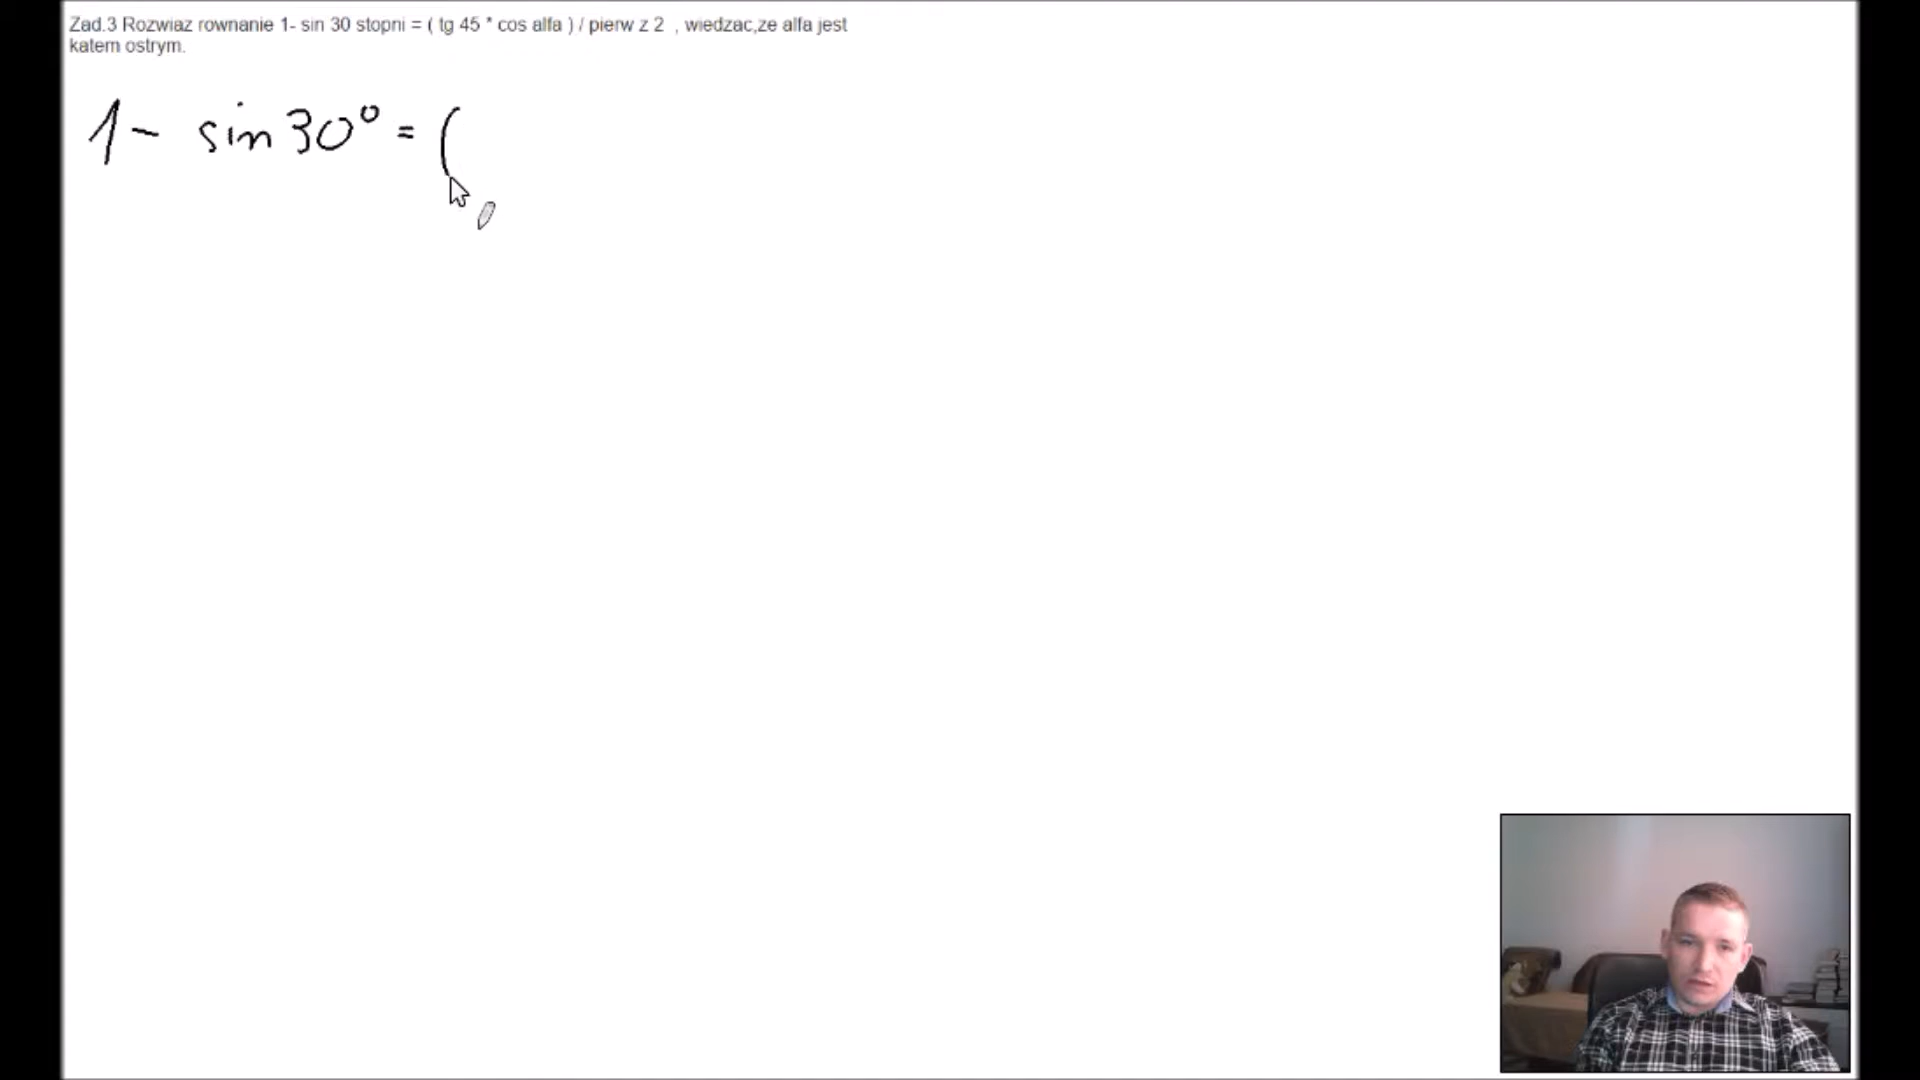 Zad.3 Rozwiaz rownanie 1- sin 30 stopni = ( tg 45 * cos alfa ) / pierw z 2 , wiedzac,ze alfa jest
katem ostrym.
1 - sin 30° = (